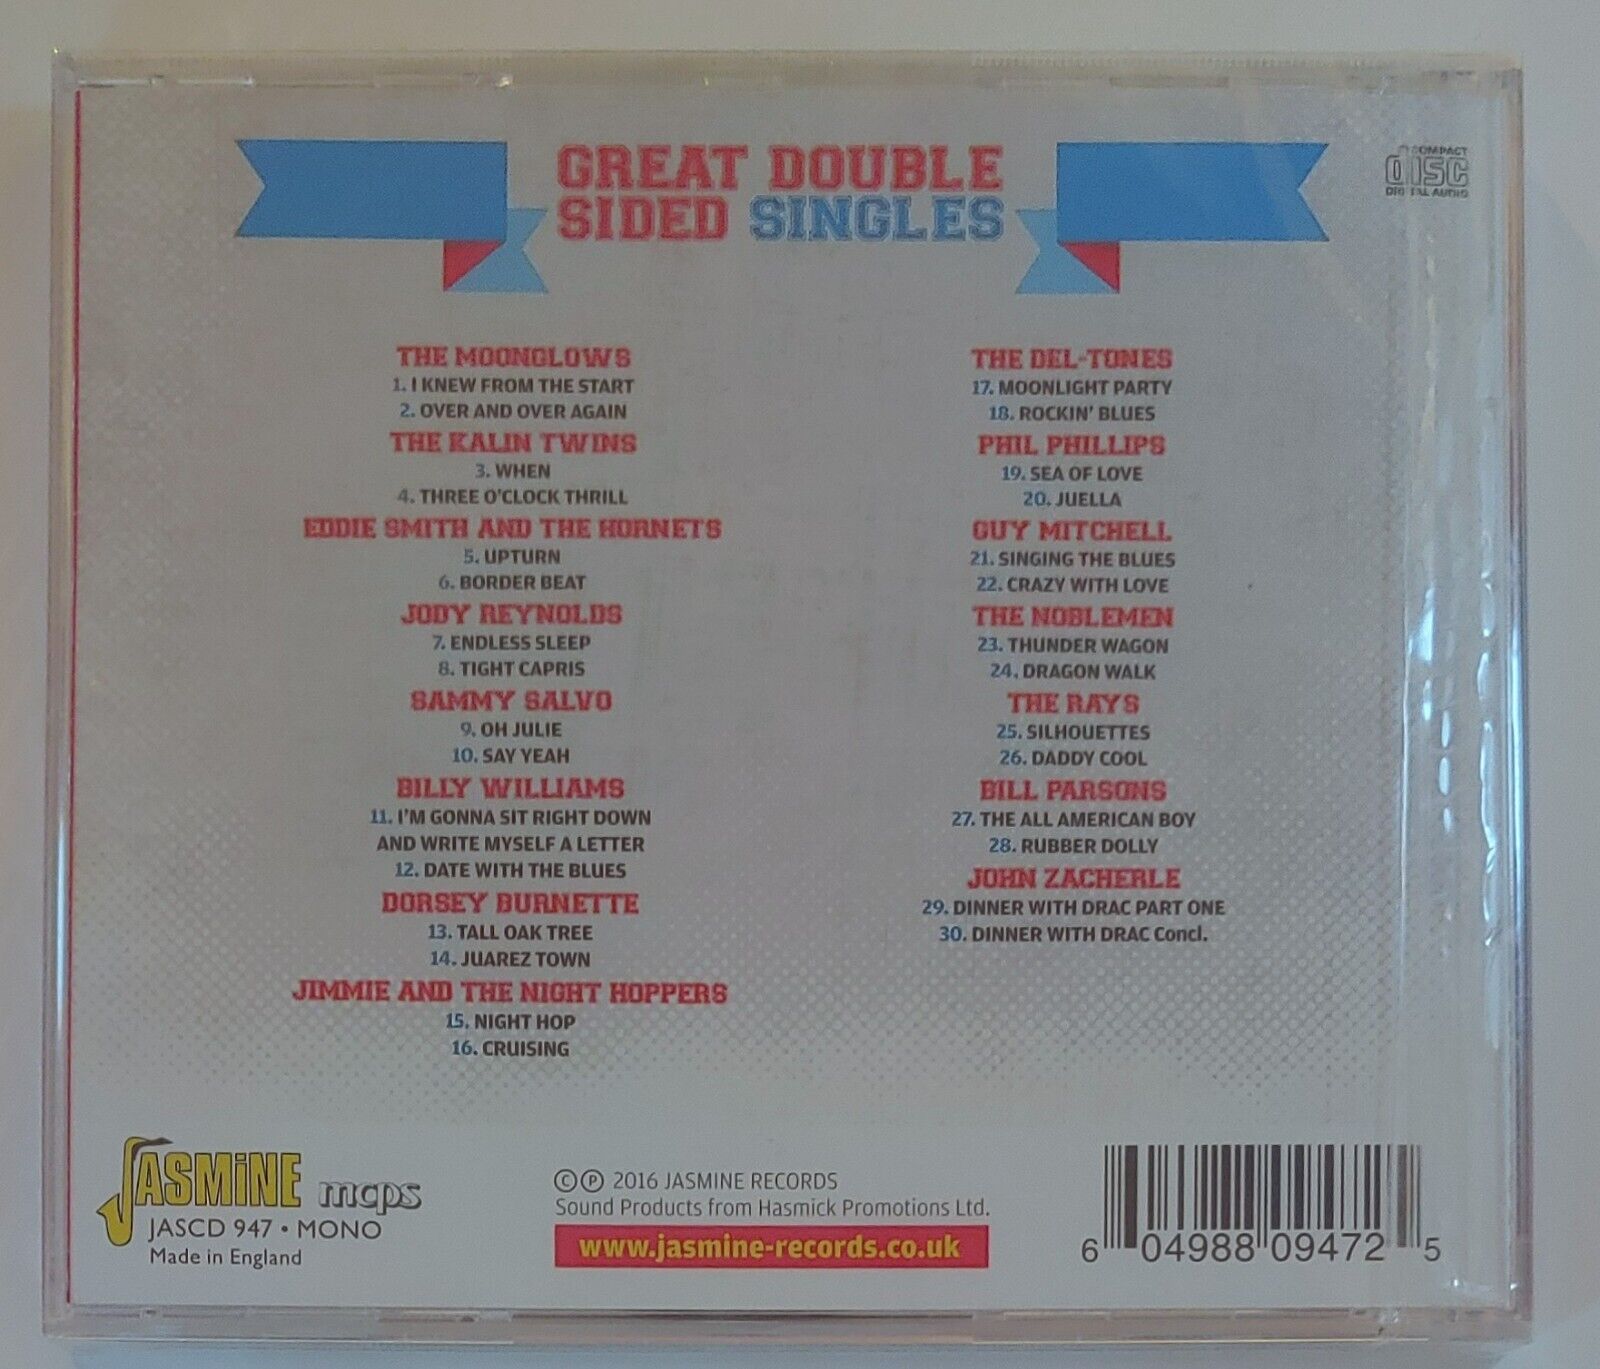 GREAT DOUBLE
SIDED SINGLES
COMPACT
disc
DIGITAL AUDIO
THE MOONGLOWS
1. I KNEW FROM THE START
2. OVER AND OVER AGAIN
THE KALIN TWINS
3. WHEN
4. THREE O'CLOCK THRILL
EDDIE SMITH AND THE HORNETS
5. UPTURN
6. BORDER BEAT
JODY REYNOLDS
7. ENDLESS SLEEP
8. TIGHT CAPRIS
SAMMY SALVO
9. OH JULIE
10. SAY YEAH
BILLY WILLIAMS
11. I'M GONNA SIT RIGHT DOWN
AND WRITE MYSELF A LETTER
12. DATE WITH THE BLUES
DORSEY BURNETTE
13. TALL OAK TREE
14. JUAREZ TOWN
JIMMIE AND THE NIGHT HOPPERS
15. NIGHT HOP
16. CRUISING
THE DEL-TONES
17. MOONLIGHT PARTY
18. ROCKIN' BLUES
PHIL PHILLIPS
19. SEA OF LOVE
20. JUELLA
GUY MITCHELL
21. SINGING THE BLUES
22. CRAZY WITH LOVE
THE NOBLEMEN
23. THUNDER WAGON
24. DRAGON WALK
THE RAYS
25. SILHOUETTES
26. DADDY COOL
BILL PARSONS
27. THE ALL AMERICAN BOY
28. RUBBER DOLLY
JOHN ZACHERLE
29. DINNER WITH DRAC PART ONE
30. DINNER WITH DRAC Concl.
JASMINE mcps
JASCD 947 • MONO
Made in England
© ℗ 2016 JASMINE RECORDS
Sound Products from Hasmick Promotions Ltd.
www.jasmine-records.co.uk
6 04988 09472 5